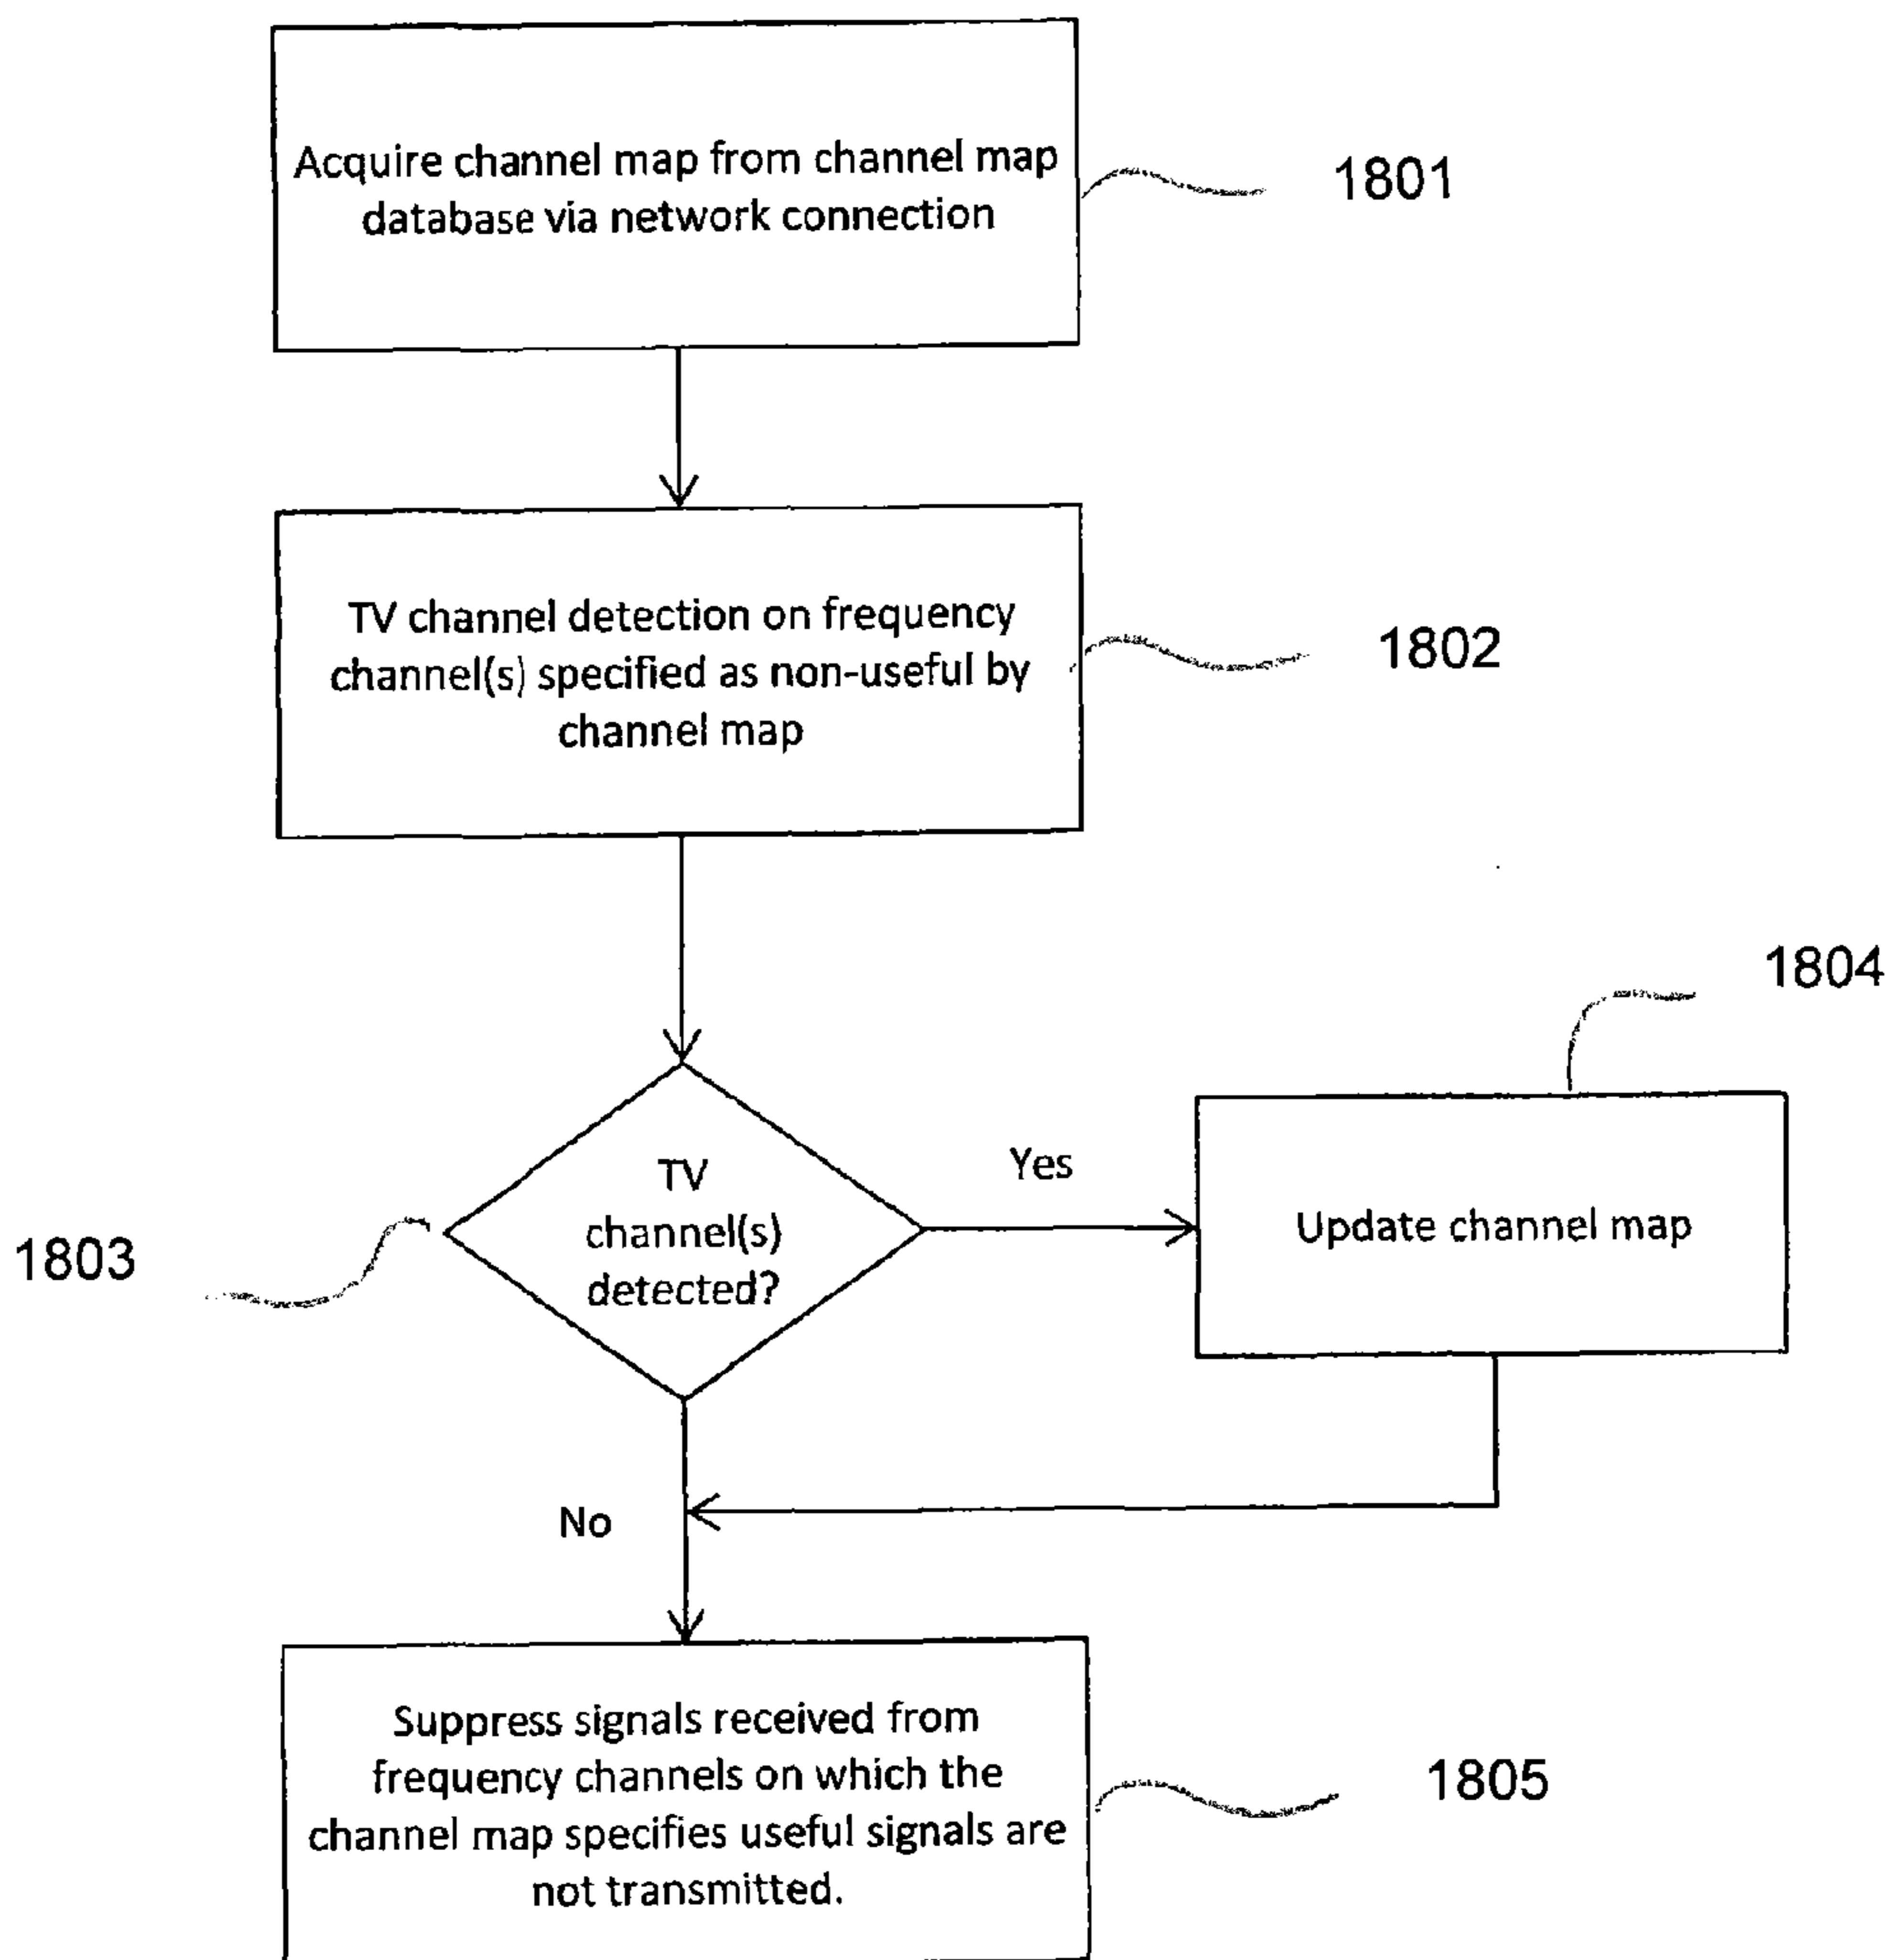 Acquire channel map from channel map
database via network connection
1801
TV channel detection on frequency
channel(s) specified as non-useful by
channel map
1802
1804
TV
channel(s)
detected?
Yes
Update channel map
1803
No
Suppress signals received from
frequency channels on which the
channel map specifies useful signals are
not transmitted.
1805